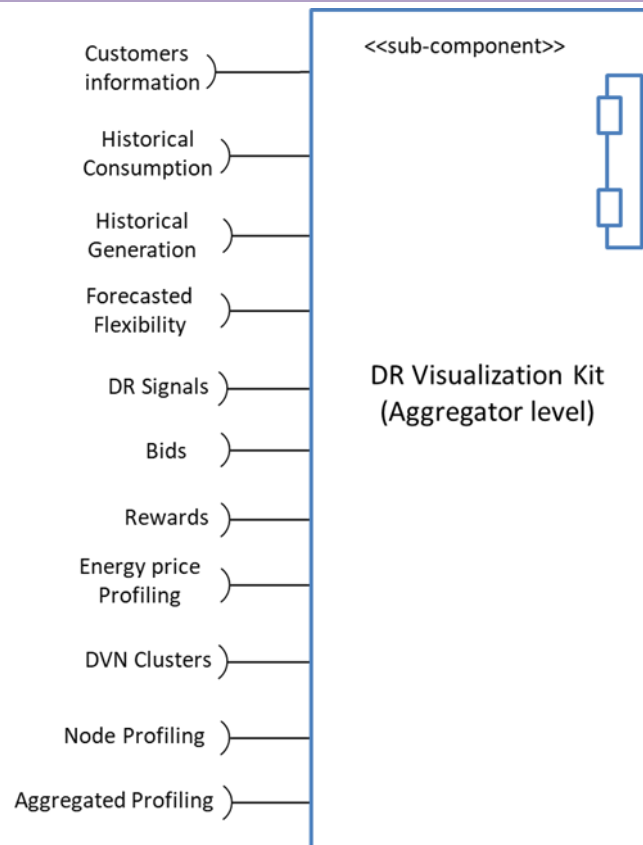 <<sub-component>>
Customers
information
Historical
Consumption
Historical
Generation
Forecasted
Flexibility
DR Signals
DR Visualization Kit
(Aggregator level)
Bids
Rewards
Energy price
Profiling
DVN Clusters
Node Profiling
Aggregated Profiling